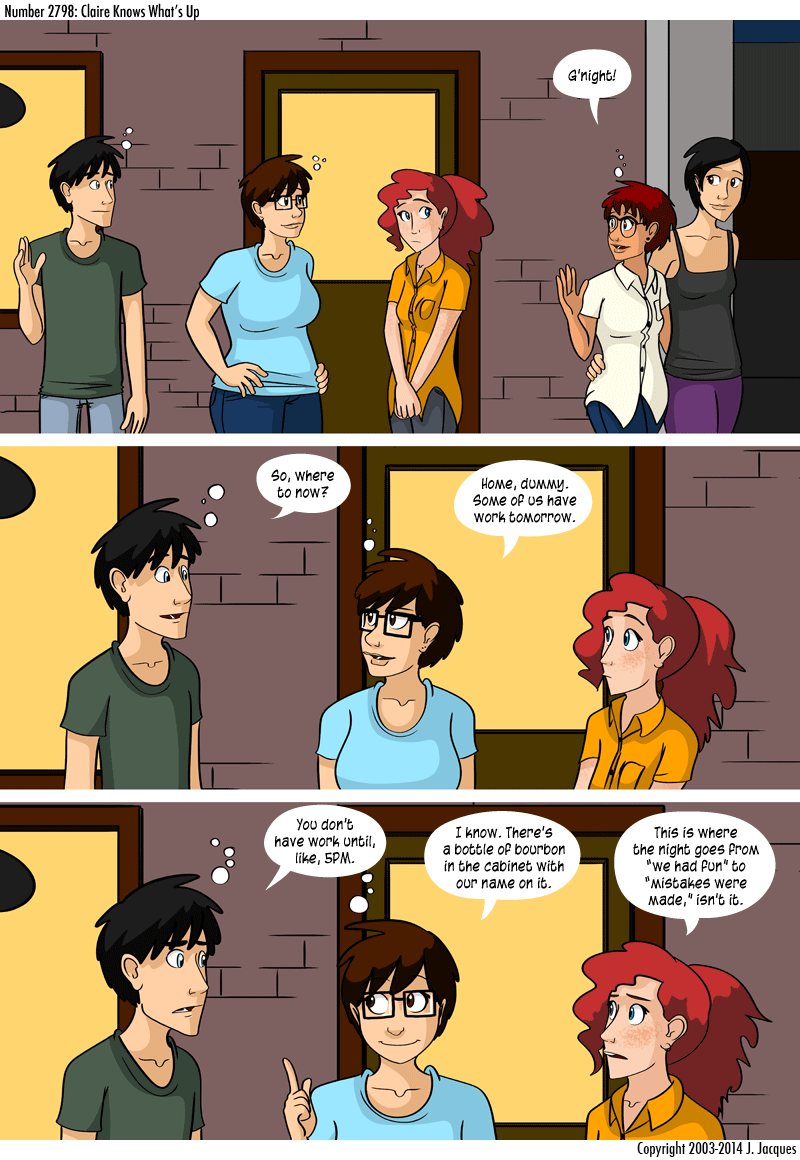 Number 2798: Claire Knows What's Up
G'night!
So, where
to now?
Home, dummy.
Some of us have
work tomorrow.
You don't
have work until,
like, 5PM.
I know. There's
a bottle of bourbon
in the cabinet with
our name on it.
This is where
the night goes from
"we had fun" to
"mistakes were
made," isn't it.
Copyright 2003-2014 J. Jacques